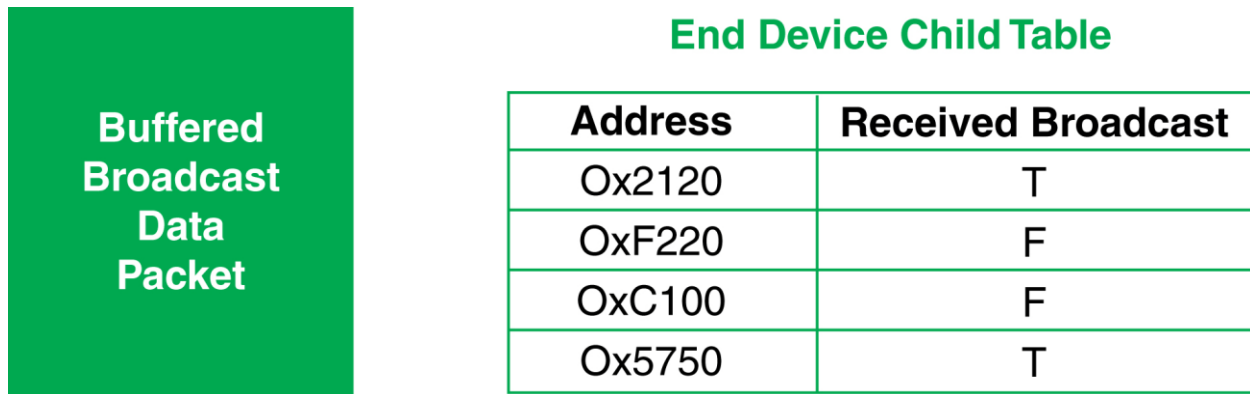 Buffered
Broadcast
Data
Packet
End Device Child Table
Address Received Broadcast
Ox2120 T
OxF220 F
OxC100 F
Ox5750 T